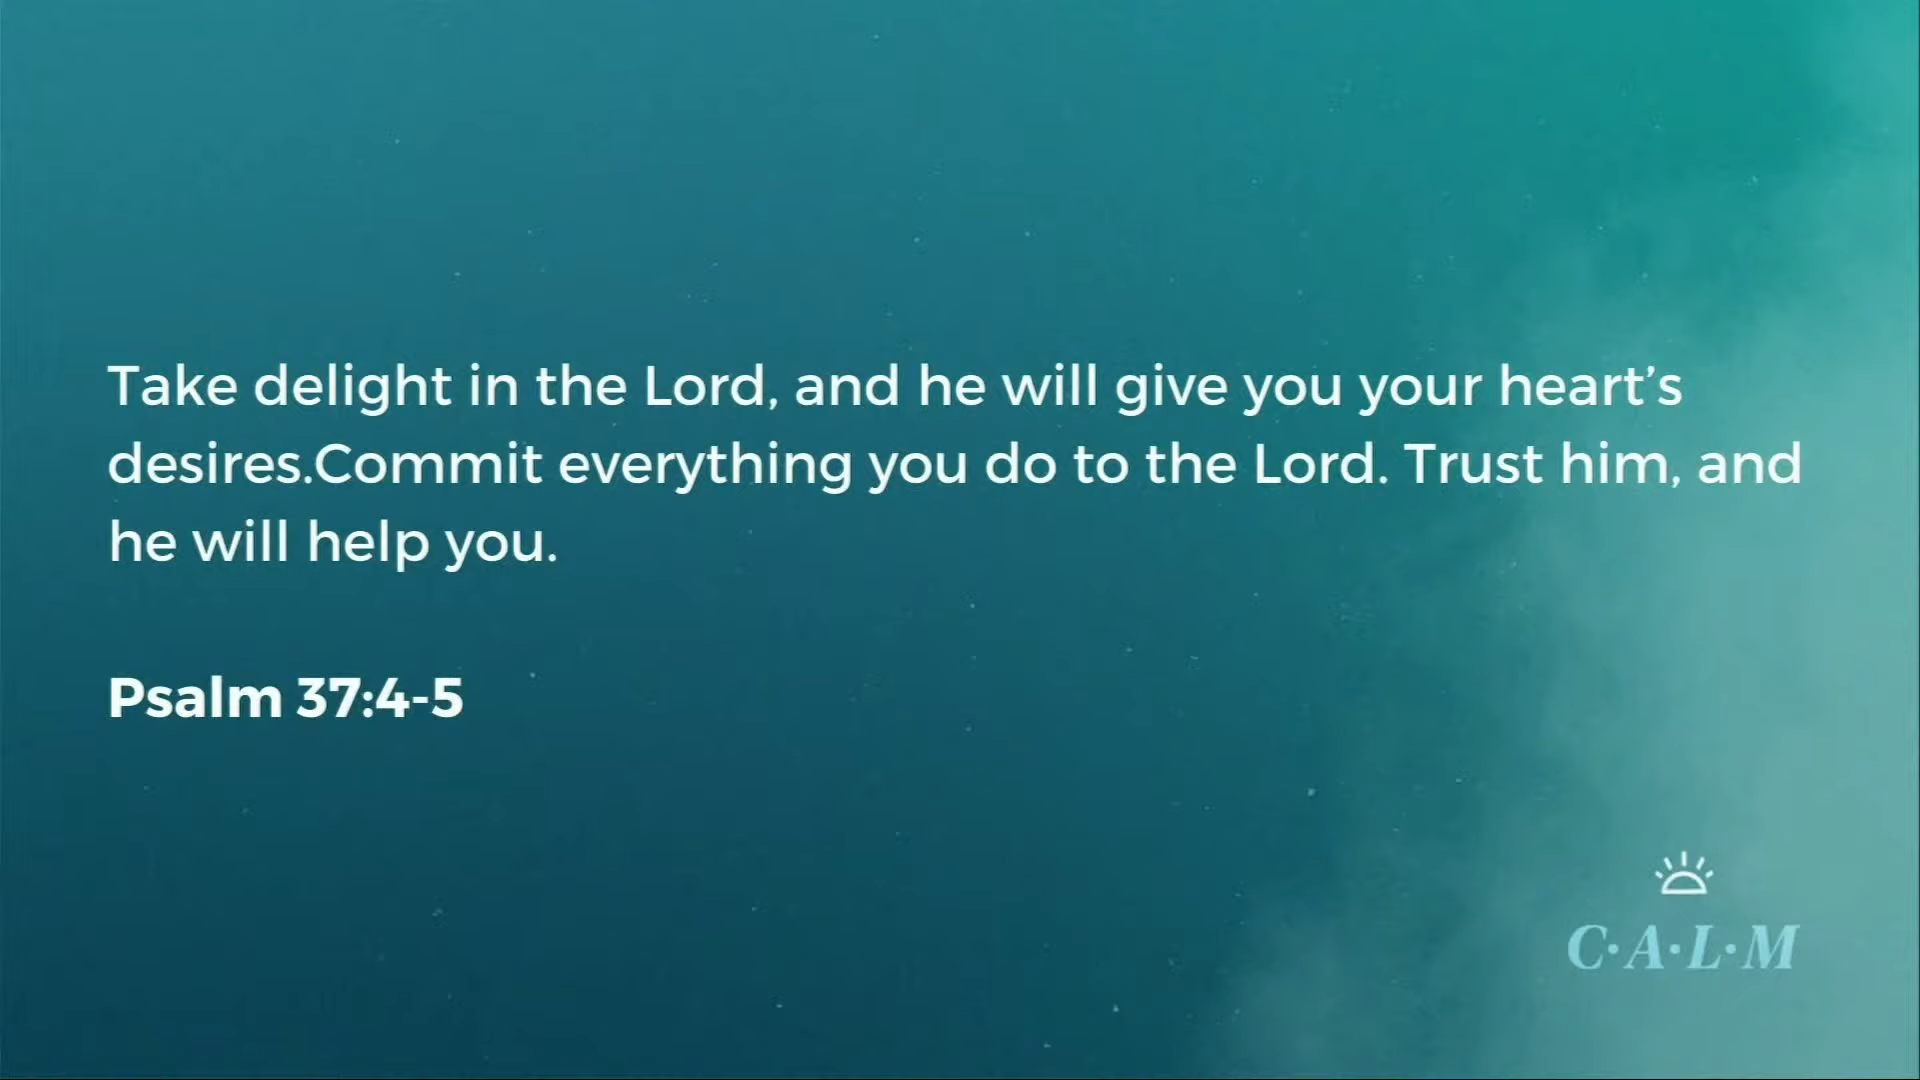 Take delight in the Lord, and he will give you your heart’s
desires.Commit everything you do to the Lord. Trust him, and
he will help you.
Psalm 37:4-5
C·A·L·M